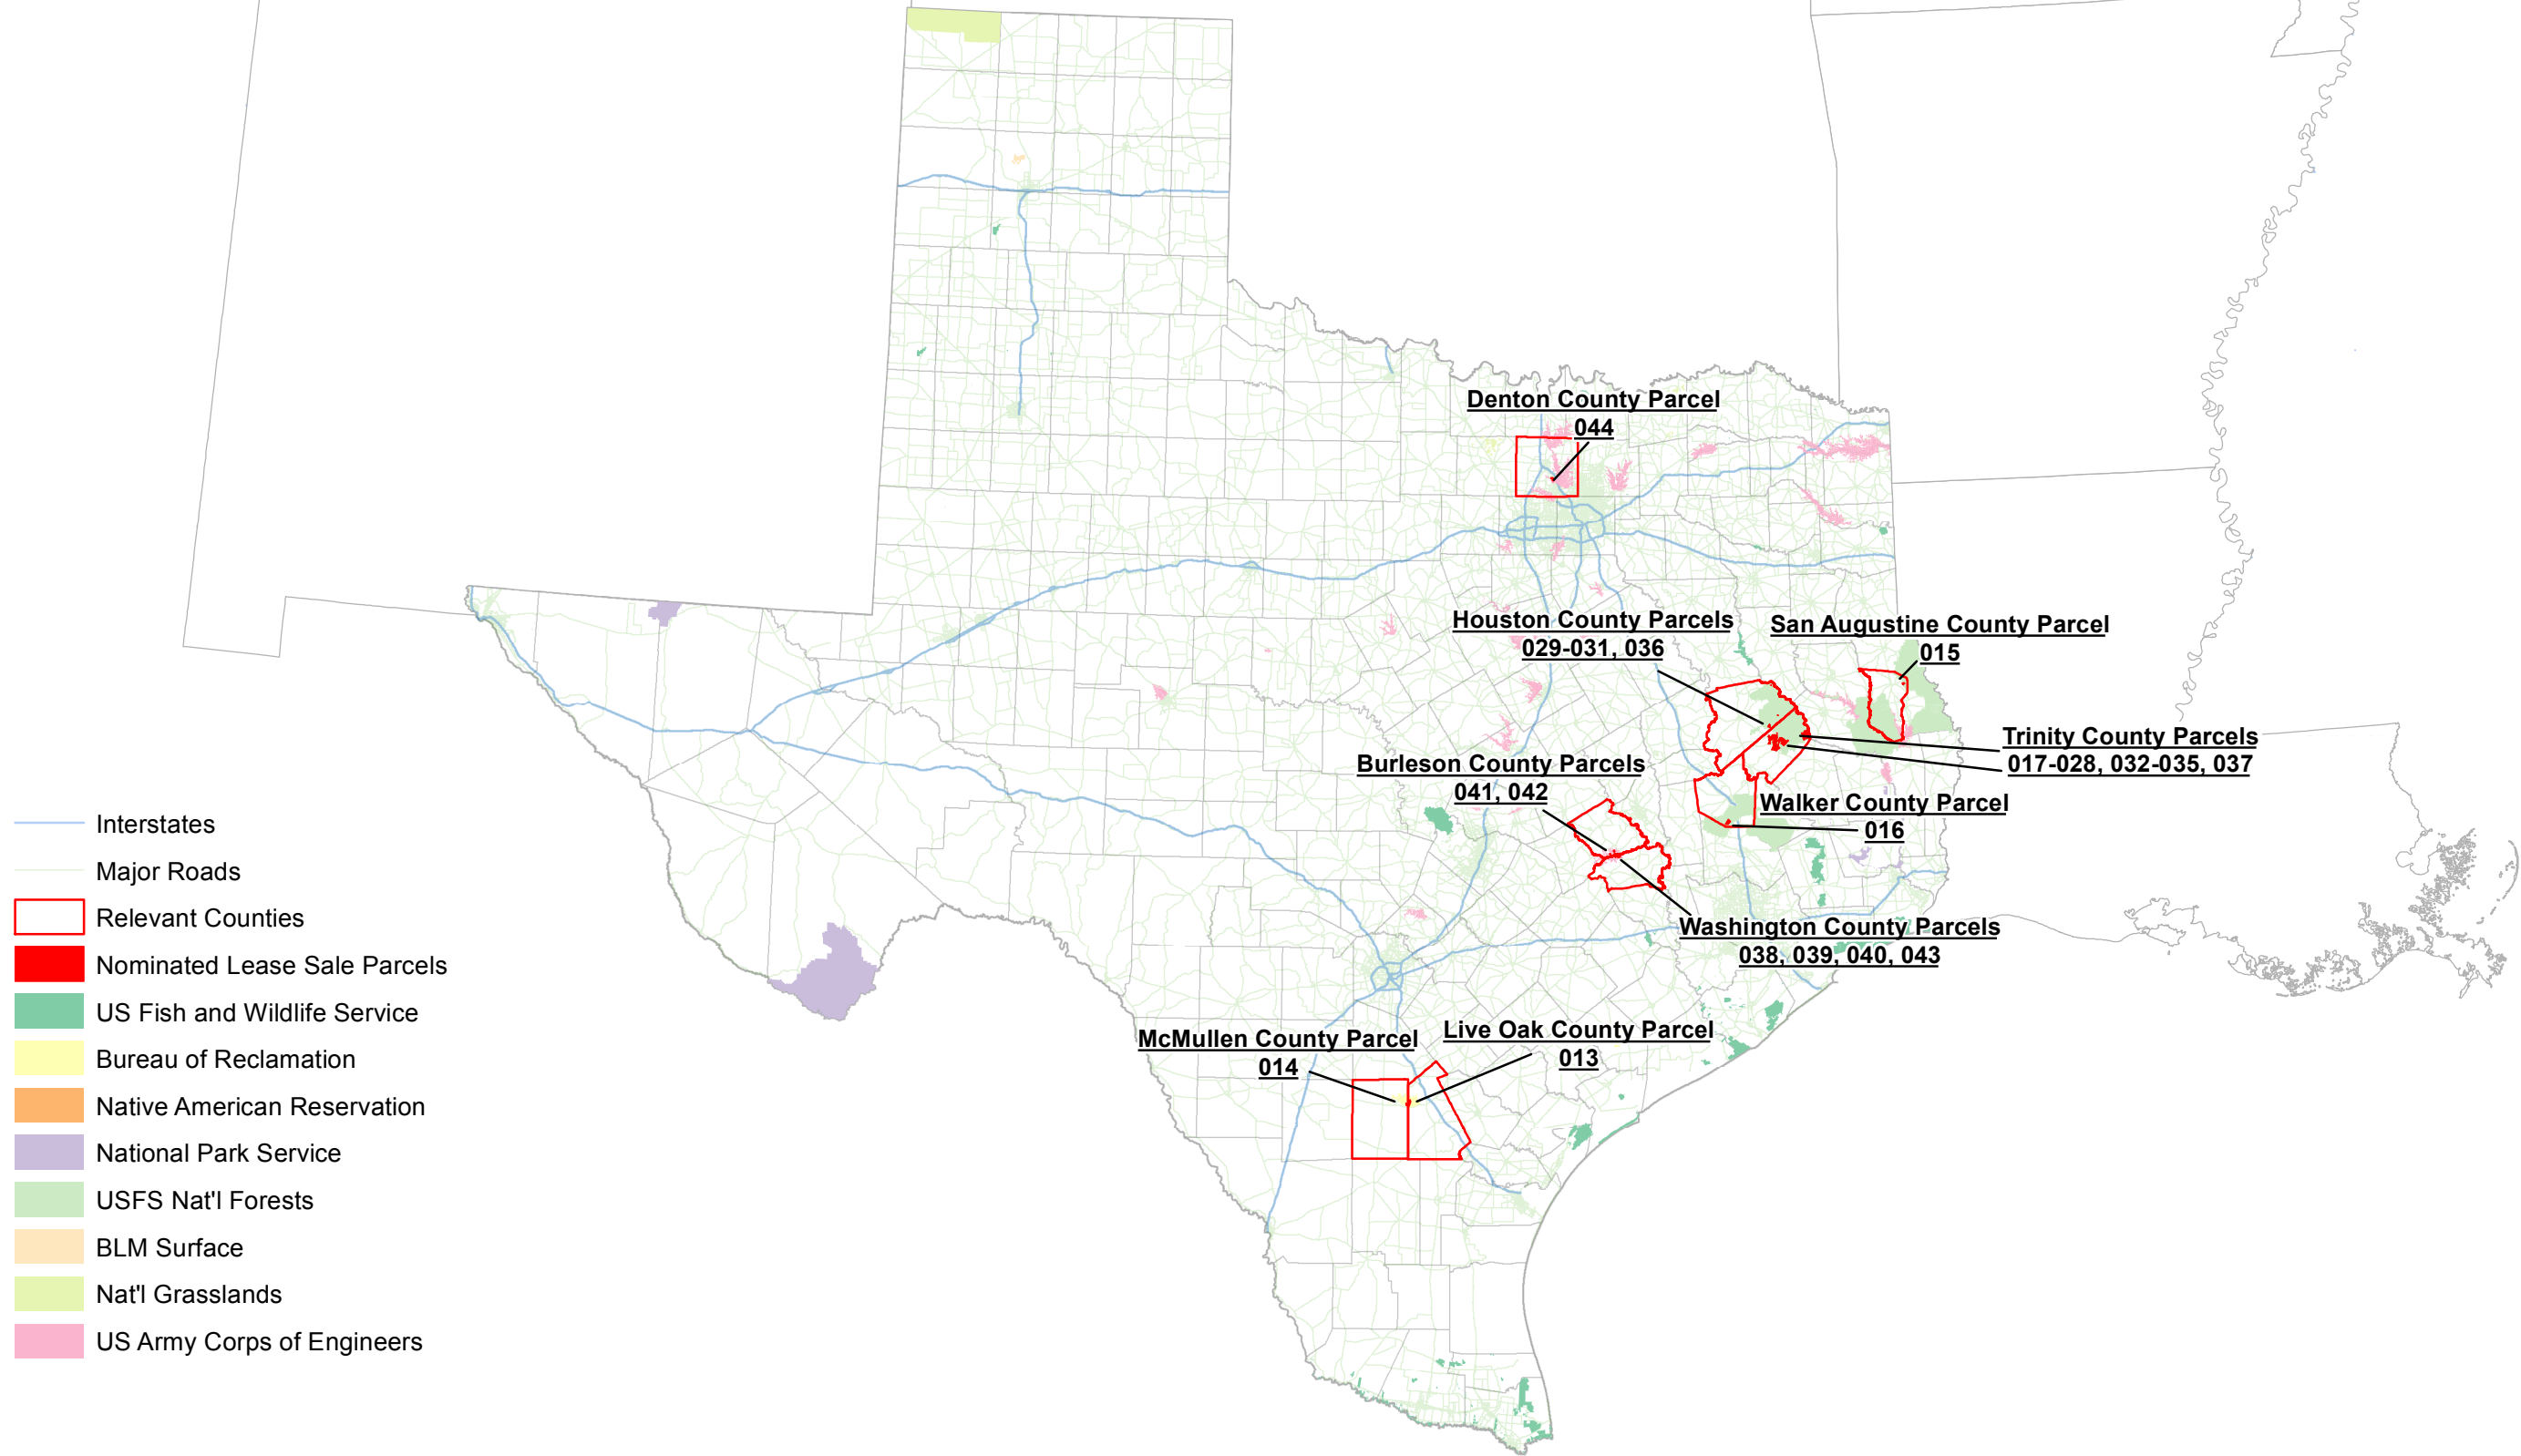 Denton County Parcel
044
Houston County Parcels
029-031, 036
San Augustine County Parcel
015
Trinity County Parcels
017-028, 032-035, 037
Burleson County Parcels
041, 042
Walker County Parcel
016
Washington County Parcels
038, 039, 040, 043
McMullen County Parcel
014
Live Oak County Parcel
013
Interstates
Major Roads
Relevant Counties
Nominated Lease Sale Parcels
US Fish and Wildlife Service
Bureau of Reclamation
Native American Reservation
National Park Service
USFS Nat'l Forests
BLM Surface
Nat'l Grasslands
US Army Corps of Engineers